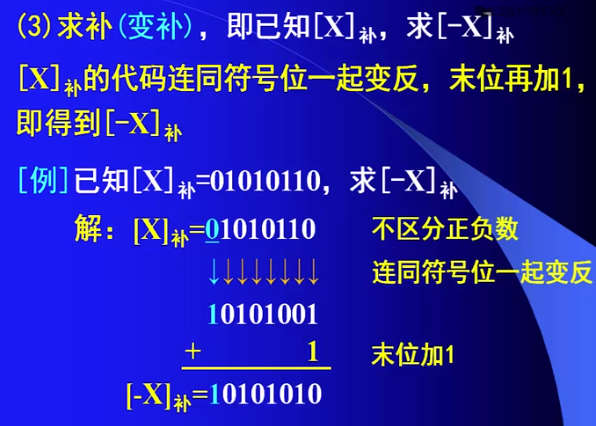 (3)求补(变补)，即已知[X]补，求[-X]补
[X]补的代码连同符号位一起变反，末位再加1，
即得到[-X]补
[例]已知[X]补=01010110，求[-X]补
解：[X]补=01010110 不区分正负数
↓↓↓↓↓↓↓↓ 连同符号位一起变反
10101001
+ 1 末位加1
[-X]补=10101010